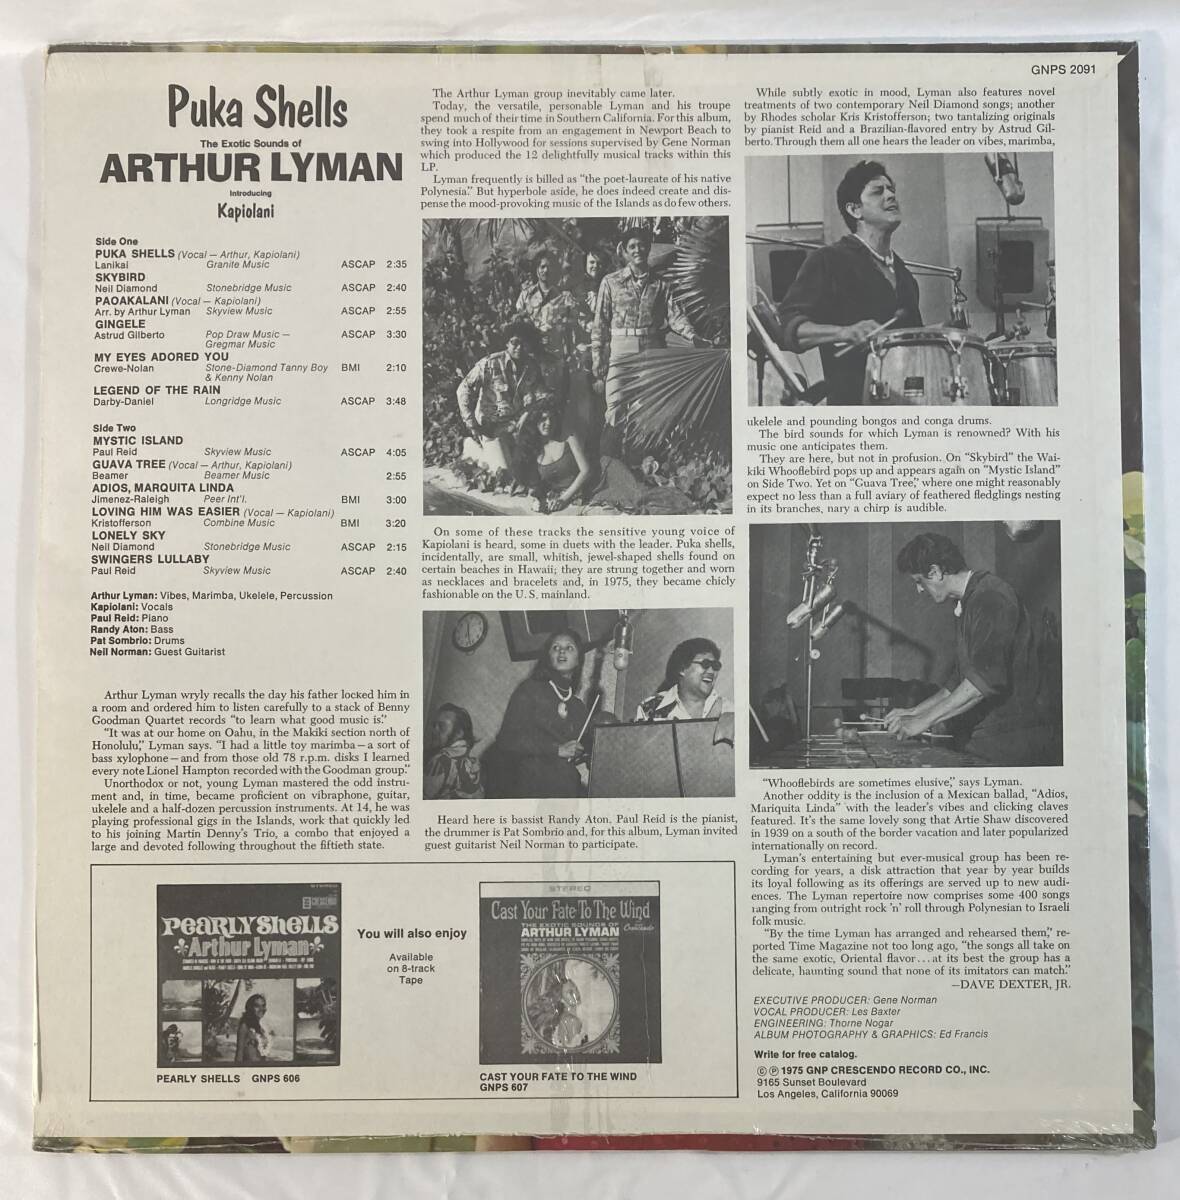 GNPS 2091
Puka Shells
The Exotic Sounds of
ARTHUR LYMAN
Introducing
Kapiolani
Side One
PUKA SHELLS (Vocal — Arthur, Kapiolani)
Lanikai Granite Music ASCAP 2:35
SKYBIRD
Neil Diamond Stonebridge Music ASCAP 2:40
PAOAKALANI (Vocal — Kapiolani)
Arr. by Arthur Lyman Skyview Music ASCAP 2:55
GINGELE
Astrud Gilberto Pop Draw Music — ASCAP 3:30
Gregmar Music
MY EYES ADORED YOU
Crewe-Nolan Stone-Diamond Tanny Boy BMI 2:10
& Kenny Nolan
LEGEND OF THE RAIN
Darby-Daniel Longridge Music ASCAP 3:48
Side Two
MYSTIC ISLAND
Paul Reid Skyview Music ASCAP 4:05
GUAVA TREE (Vocal — Arthur, Kapiolani)
Beamer Beamer Music 2:55
ADIOS, MARQUITA LINDA
Jimenez-Raleigh Peer Int'l. BMI 3:00
LOVING HIM WAS EASIER (Vocal — Kapiolani)
Kristofferson Combine Music BMI 3:20
LONELY SKY
Neil Diamond Stonebridge Music ASCAP 2:15
SWINGERS LULLABY
Paul Reid Skyview Music ASCAP 2:40
Arthur Lyman: Vibes, Marimba, Ukelele, Percussion
Kapiolani: Vocals
Paul Reid: Piano
Randy Aton: Bass
Pat Sombrio: Drums
Neil Norman: Guest Guitarist
Arthur Lyman wryly recalls the day his father locked him in
a room and ordered him to listen carefully to a stack of Benny
Goodman Quartet records "to learn what good music is."
"It was at our home on Oahu, in the Makiki section north of
Honolulu," Lyman says. "I had a little toy marimba — a sort of
bass xylophone — and from those old 78 r.p.m. disks I learned
every note Lionel Hampton recorded with the Goodman group."
Unorthodox or not, young Lyman mastered the odd instru-
ment and, in time, became proficient on vibraphone, guitar,
ukelele and a half-dozen percussion instruments. At 14, he was
playing professional gigs in the Islands, work that quickly led
to his joining Martin Denny's Trio, a combo that enjoyed a
large and devoted following throughout the fiftieth state.
The Arthur Lyman group inevitably came later.
Today, the versatile, personable Lyman and his troupe
spend much of their time in Southern California. For this album,
they took a respite from an engagement in Newport Beach to
swing into Hollywood for sessions supervised by Gene Norman
which produced the 12 delightfully musical tracks within this
LP.
Lyman frequently is billed as "the poet-laureate of his native
Polynesia." But hyperbole aside, he does indeed create and dis-
pense the mood-provoking music of the Islands as do few others.
On some of these tracks the sensitive young voice of
Kapiolani is heard, some in duets with the leader. Puka shells,
incidentally, are small, whitish, jewel-shaped shells found on
certain beaches in Hawaii; they are strung together and worn
as necklaces and bracelets and, in 1975, they became chicly
fashionable on the U.S. mainland.
Heard here is bassist Randy Aton. Paul Reid is the pianist,
the drummer is Pat Sombrio and, for this album, Lyman invited
guest guitarist Neil Norman to participate.
While subtly exotic in mood, Lyman also features novel
treatments of two contemporary Neil Diamond songs; another
by Rhodes scholar Kris Kristofferson; two tantalizing originals
by pianist Reid and a Brazilian-flavored entry by Astrud Gil-
berto. Through them all one hears the leader on vibes, marimba,
ukelele and pounding bongos and conga drums.
The bird sounds for which Lyman is renowned? With his
music one anticipates them.
They are here, but not in profusion. On "Skybird" the Wai-
kiki Whooflebird pops up and appears again on "Mystic Island"
on Side Two. Yet on "Guava Tree," where one might reasonably
expect no less than a full aviary of feathered fledglings nesting
in its branches, nary a chirp is audible.
"Whooflebirds are sometimes elusive," says Lyman.
Another oddity is the inclusion of a Mexican ballad, "Adios,
Mariquita Linda" with the leader's vibes and clicking claves
featured. It's the same lovely song that Artie Shaw discovered
in 1939 on a south of the border vacation and later popularized
internationally on record.
Lyman's entertaining but ever-musical group has been re-
cording for years, a disk attraction that year by year builds
its loyal following as its offerings are served up to new audi-
ences. The Lyman repertoire now comprises some 400 songs
ranging from outright rock 'n' roll through Polynesian to Israeli
folk music.
"By the time Lyman has arranged and rehearsed them," re-
ported Time Magazine not too long ago, "the songs all take on
the same exotic, Oriental flavor...at its best the group has a
delicate, haunting sound that none of its imitators can match."
—DAVE DEXTER, JR.
EXECUTIVE PRODUCER: Gene Norman
VOCAL PRODUCER: Les Baxter
ENGINEERING: Thorne Nogar
ALBUM PHOTOGRAPHY & GRAPHICS: Ed Francis
Write for free catalog.
© ℗ 1975 GNP CRESCENDO RECORD CO., INC.
9165 Sunset Boulevard
Los Angeles, California 90069
STEREO
CRESCENDO
PEARLY SHELLS
Arthur Lyman
PEARLY SHELLS GNPS 606
You will also enjoy
Available
on 8-track
Tape
STEREO
Cast Your Fate To The Wind
THE EXOTIC SOUNDS OF
ARTHUR LYMAN
Crescendo
CAST YOUR FATE TO THE WIND
GNPS 607